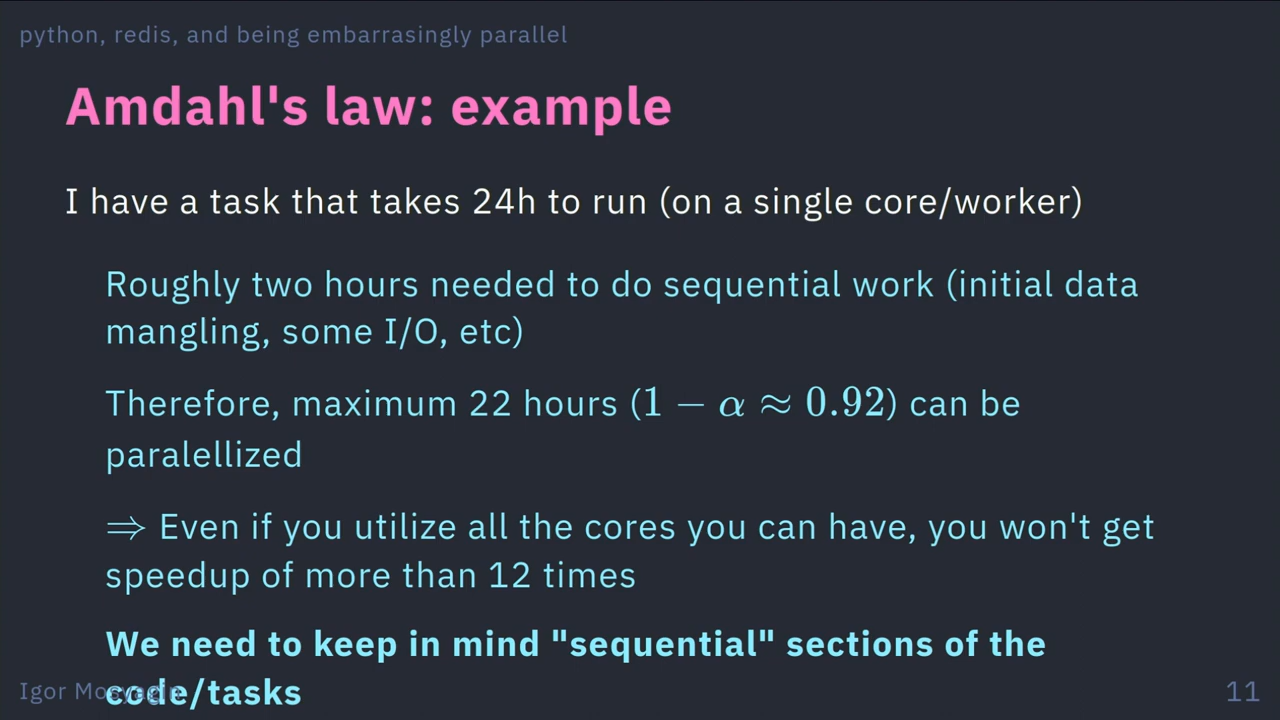 python, redis, and being embarrasingly parallel
Amdahl's law: example
I have a task that takes 24h to run (on a single core/worker)
Roughly two hours needed to do sequential work (initial data
mangling, some I/O, etc)
Therefore, maximum 22 hours (1 − α ≈ 0.92) can be
paralellized
⇒ Even if you utilize all the cores you can have, you won't get
speedup of more than 12 times
We need to keep in mind "sequential" sections of the
code/tasks
Igor Mosyagin
11